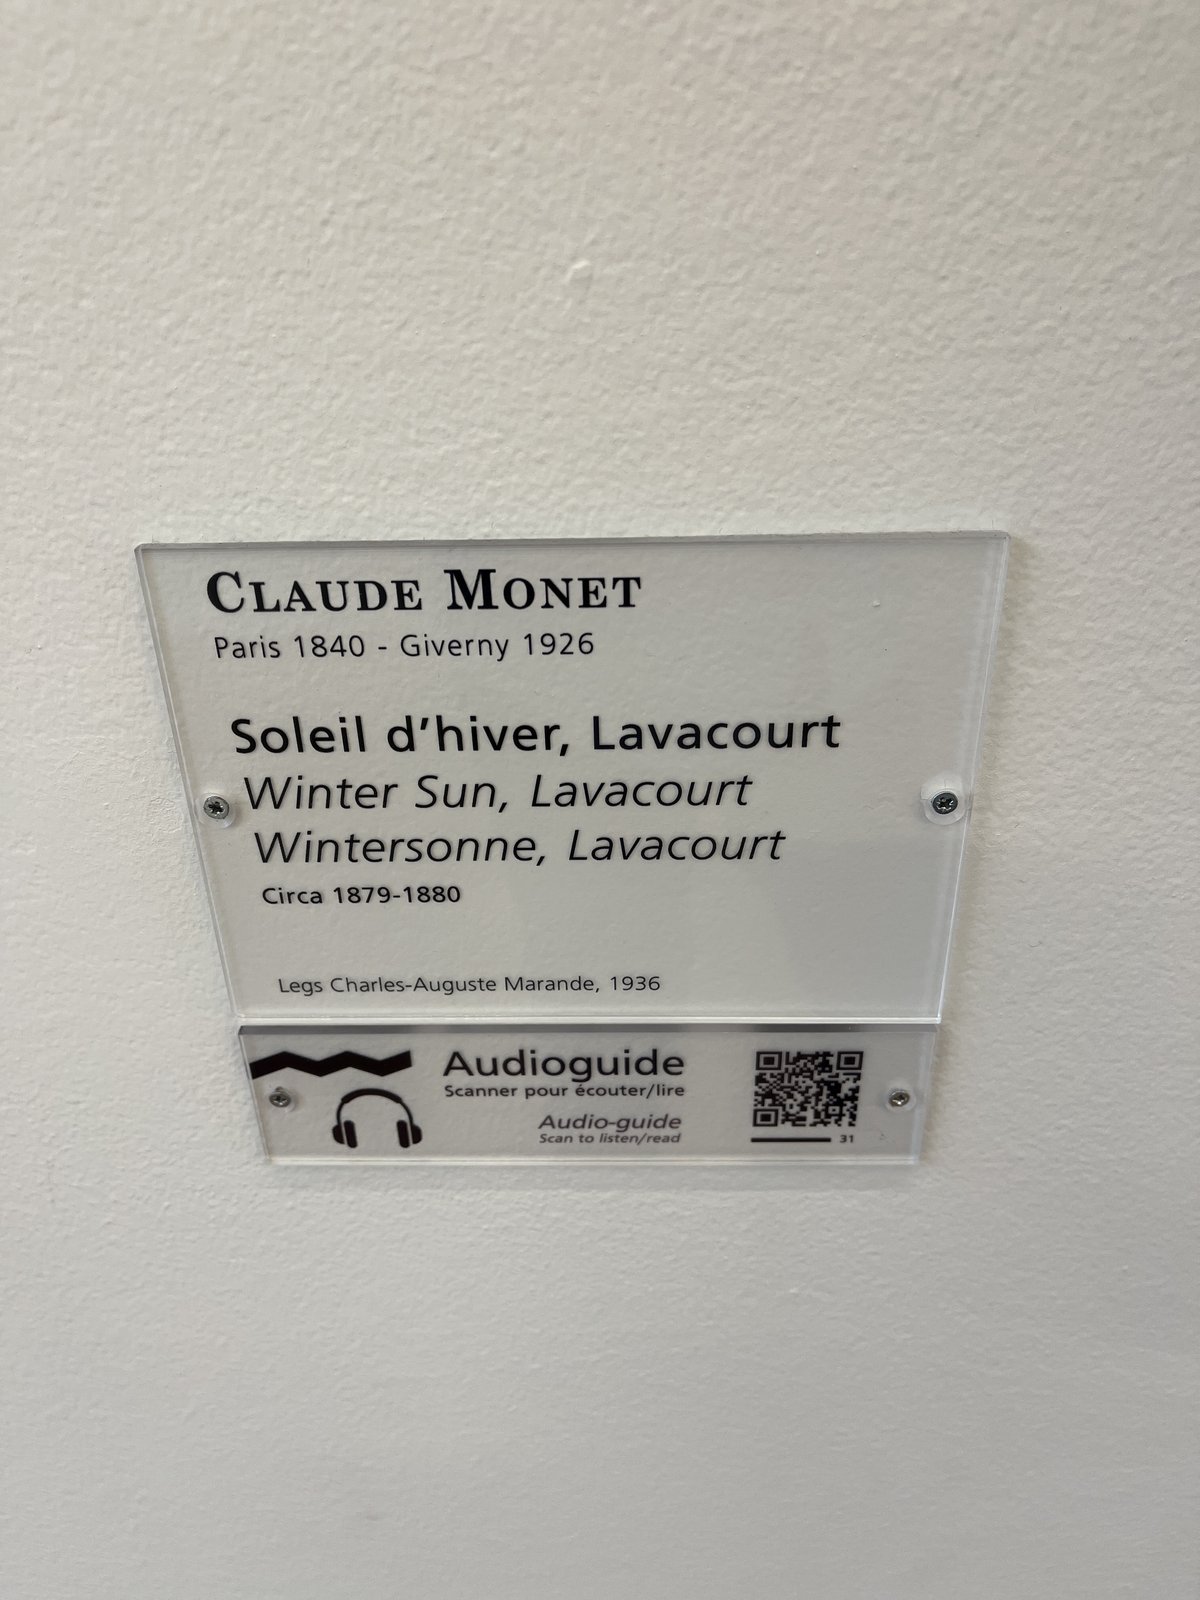 CLAUDE MONET
Paris 1840 - Giverny 1926
Soleil d'hiver, Lavacourt
Winter Sun, Lavacourt
Wintersonne, Lavacourt
Circa 1879-1880
Legs Charles-Auguste Marande, 1936
Audioguide
Scanner pour écouter/lire
Audio-guide
Scan to listen/read
31